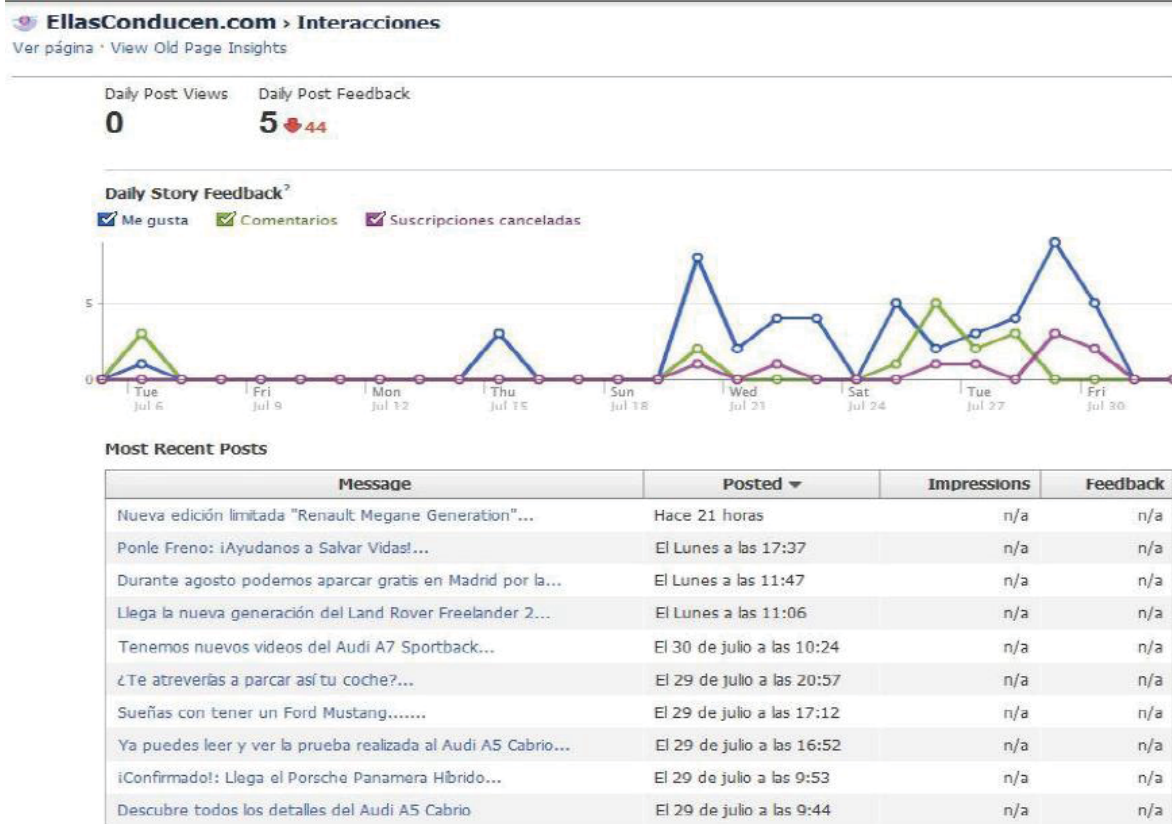 EllasConducen.com › Interacciones
Ver página · View Old Page Insights
Daily Post Views Daily Post Feedback
0 5 44
Daily Story Feedback?
Me gusta Comentarios Suscripciones canceladas
5
0
Tue Fri Mon Thu Sun Wed Sat Tue Fri
Jul 6 Jul 9 Jul 12 Jul 15 Jul 18 Jul 21 Jul 24 Jul 27 Jul 30
Most Recent Posts
Message Posted Impressions Feedback
Nueva edición limitada "Renault Megane Generation"... Hace 21 horas n/a n/a
Ponle Freno: ¡Ayudanos a Salvar Vidas!... El Lunes a las 17:37 n/a n/a
Durante agosto podemos aparcar gratis en Madrid por la... El Lunes a las 11:47 n/a n/a
Llega la nueva generación del Land Rover Freelander 2... El Lunes a las 11:06 n/a n/a
Tenemos nuevos videos del Audi A7 Sportback... El 30 de julio a las 10:24 n/a n/a
¿Te atreverías a parcar así tu coche?... El 29 de julio a las 20:57 n/a n/a
Sueñas con tener un Ford Mustang....... El 29 de julio a las 17:12 n/a n/a
Ya puedes leer y ver la prueba realizada al Audi A5 Cabrio... El 29 de julio a las 16:52 n/a n/a
¡Confirmado!: Llega el Porsche Panamera Híbrido... El 29 de julio a las 9:53 n/a n/a
Descubre todos los detalles del Audi A5 Cabrio El 29 de julio a las 9:44 n/a n/a